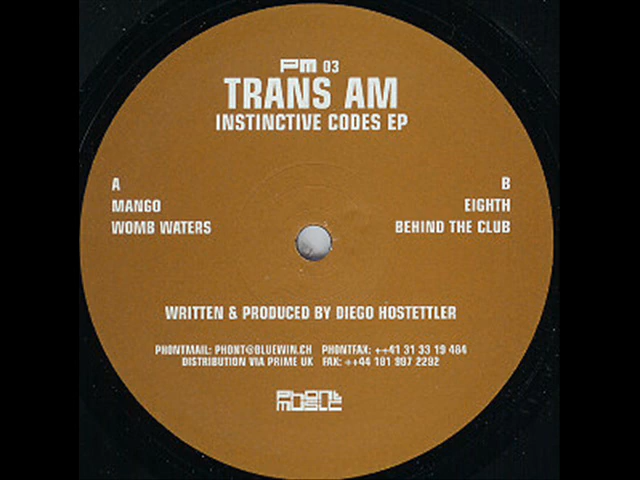 PM 03
TRANS AM
INSTINCTIVE CODES EP
A
MANGO
WOMB WATERS
B
EIGHTH
BEHIND THE CLUB
WRITTEN & PRODUCED BY DIEGO HOSTETTLER
PHONTMAIL: PHONT@BLUEWIN.CH PHONTFAX: ++41 31 33 19 484
DISTRIBUTION VIA PRIME UK FAX: ++44 181 997 2292
PHONT
MUSIC